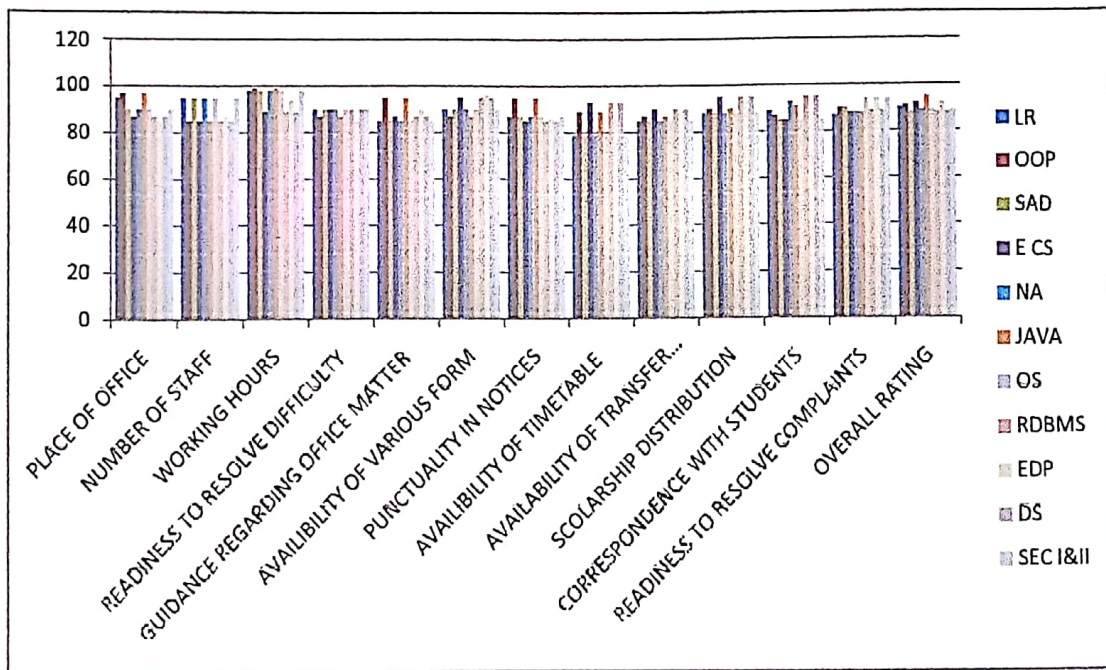 120
100
80
60
40
20
0
PLACE OF OFFICE
NUMBER OF STAFF
WORKING HOURS
READINESS TO RESOLVE DIFFICULTY
GUIDANCE REGARDING OFFICE MATTER
AVAILIBILITY OF VARIOUS FORM
PUNCTUALITY IN NOTICES
AVAILIBILITY OF TIMETABLE
AVAILABILITY OF TRANSFER...
SCOLARSHIP DISTRIBUTION
CORRESPONDENCE WITH STUDENTS
READINESS TO RESOLVE COMPLAINTS
OVERALL RATING
LR
OOP
SAD
E CS
NA
JAVA
OS
RDBMS
EDP
DS
SEC I&II